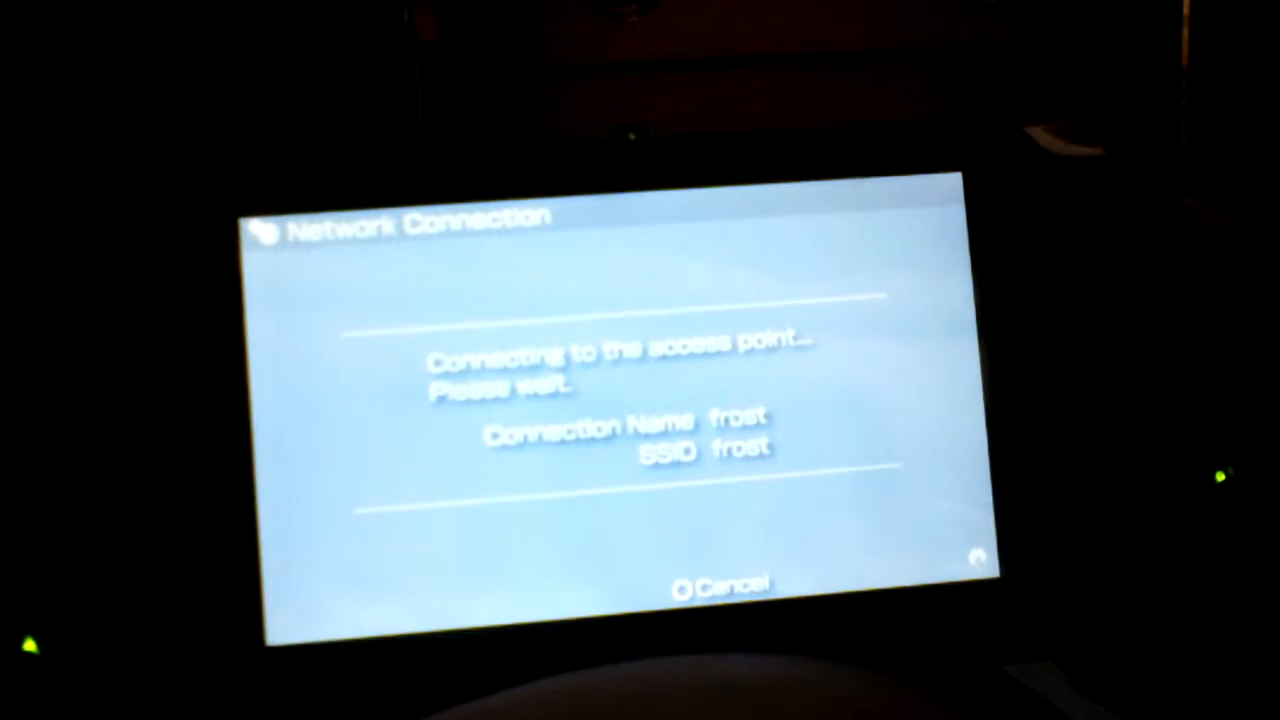 Network Connection
Connecting to the access point...
Please wait.
Connection Name frost
SSID frost
Cancel